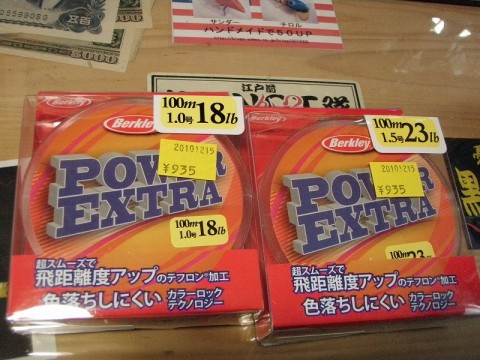 サンダー
チロル
ハンドメイドで50UP
江戸前
Berkley
100m
1.0号
18lb
Berkley
20101215
¥935
POWER
EXTRA
100m
1.0号
18lb
超スムーズで
飛距離度アップのテフロン®加工
色落ちしにくい カラーロック
テクノロジー
Berkley
100m
1.5号
23lb
Berkley
20101215
¥935
POWER
EXTRA
100m
23
超スムーズで
飛距離度アップのテフロン®加工
色落ちしにくい カラーロック
テクノロジー